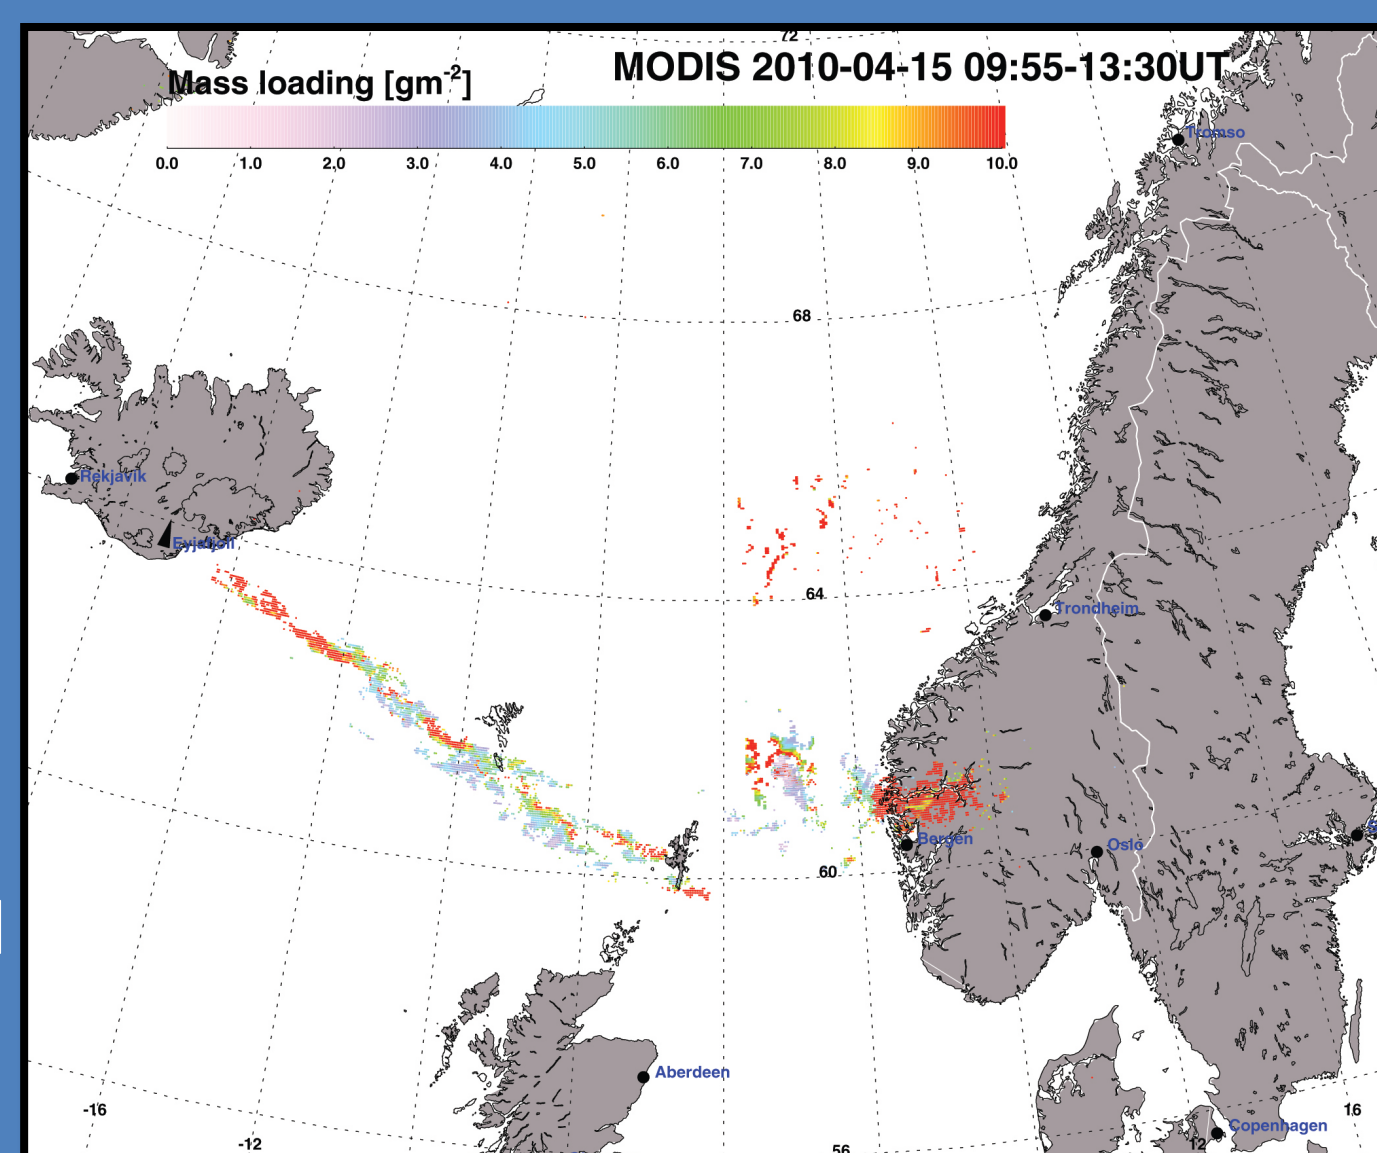 72
Mass loading [gm-2]
MODIS 2010-04-15 09:55-13:30UT
0.0 1.0 2.0 3.0 4.0 5.0 6.0 7.0 8.0 9.0 10.0
Tromso
68
Rekjavik
Eyjafjoll
64
Trondheim
Bergen
Oslo
60
Aberdeen
-16
-12
56
12
16
Copenhagen